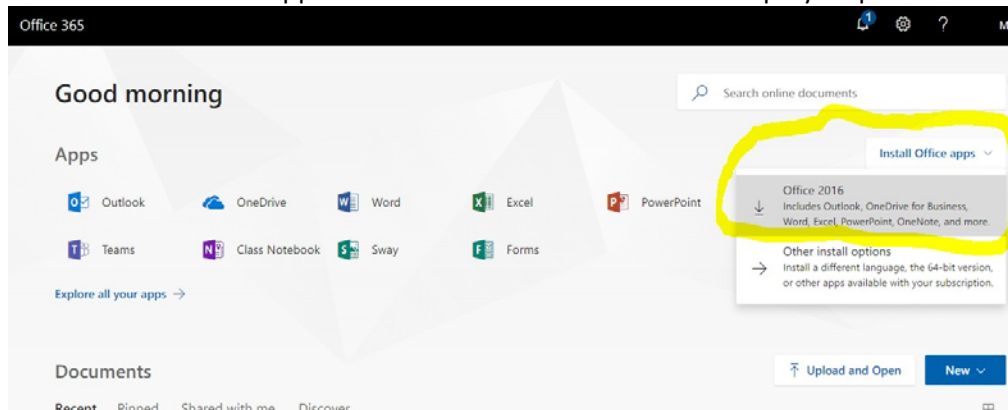 Office 365
1
?
Good morning
Search online documents
Apps
Install Office apps
Outlook
OneDrive
Word
Excel
PowerPoint
Office 2016
Includes Outlook, OneDrive for Business,
Word, Excel, PowerPoint, OneNote, and more.
Teams
Class Notebook
Sway
Forms
Other install options
Install a different language, the 64-bit version,
or other apps available with your subscription.
Explore all your apps →
Documents
Upload and Open
New
Recent Pinned Shared with me Discover